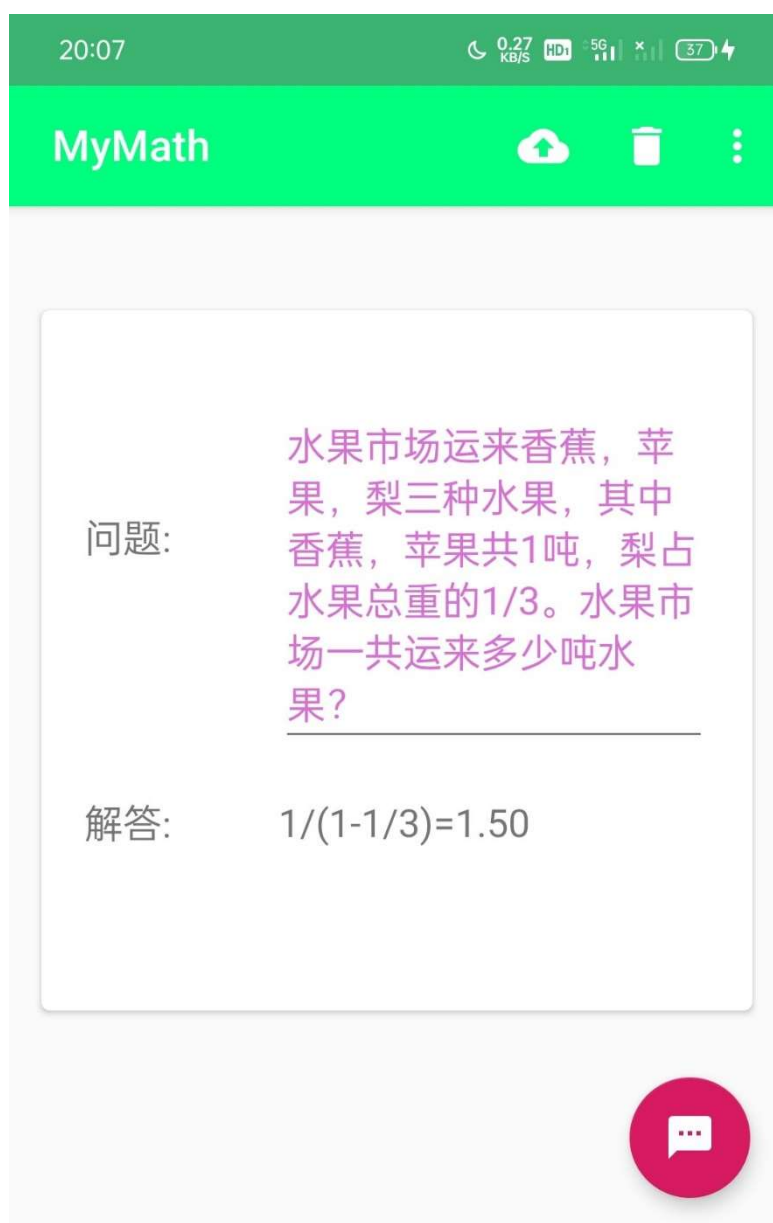 20:07
0.27 KB/S HD1 5G 37
MyMath
问题:
水果市场运来香蕉，苹
果，梨三种水果，其中
香蕉，苹果共1吨，梨占
水果总重的1/3。水果市
场一共运来多少吨水
果？
解答:
1/(1-1/3)=1.50